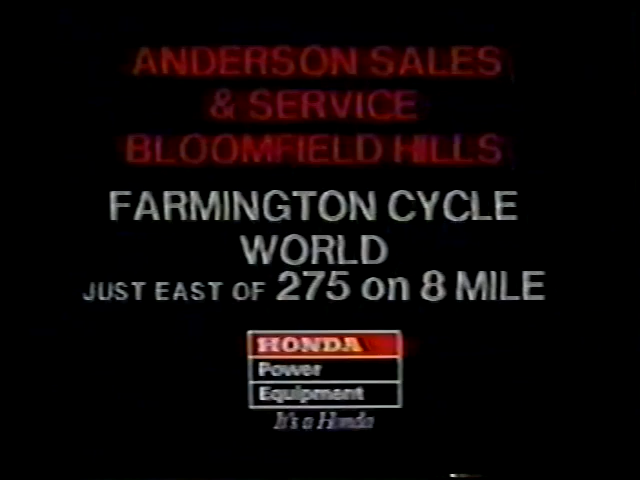 ANDERSON SALES
& SERVICE
BLOOMFIELD HILLS
FARMINGTON CYCLE
WORLD
JUST EAST OF 275 on 8 MILE
HONDA
Power
Equipment
It's a Honda